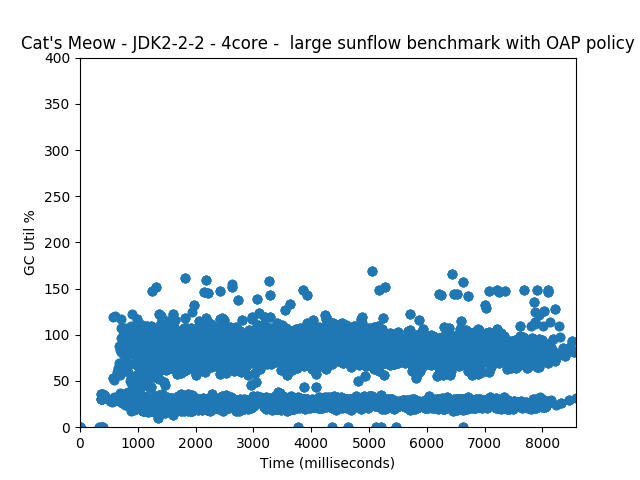 Cat's Meow - JDK2-2-2 - 4core -  large sunflow benchmark with OAP policy
400
350
300
250
200
150
100
50
0
GC Util %
0 1000 2000 3000 4000 5000 6000 7000 8000
Time (milliseconds)